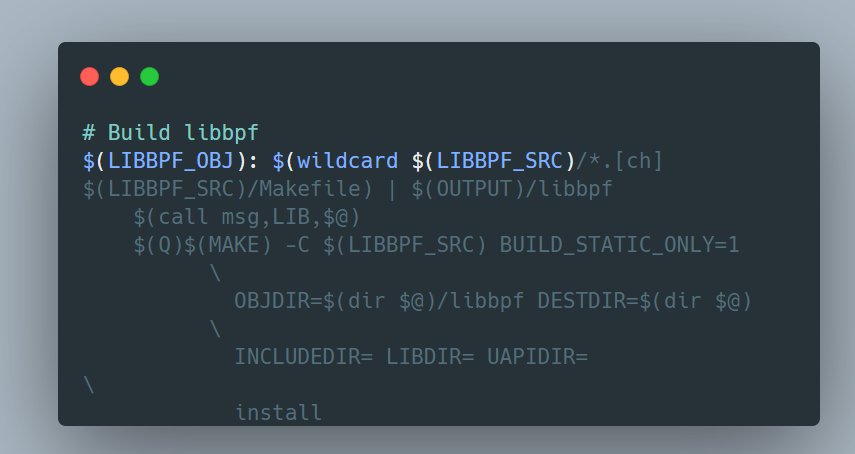 # Build libbpf
$(LIBBPF_OBJ): $(wildcard $(LIBBPF_SRC)/*.[ch]
$(LIBBPF_SRC)/Makefile) | $(OUTPUT)/libbpf
    $(call msg,LIB,$@)
    $(Q)$(MAKE) -C $(LIBBPF_SRC) BUILD_STATIC_ONLY=1
          \
            OBJDIR=$(dir $@)/libbpf DESTDIR=$(dir $@)
          \
            INCLUDEDIR= LIBDIR= UAPIDIR=
\
            install